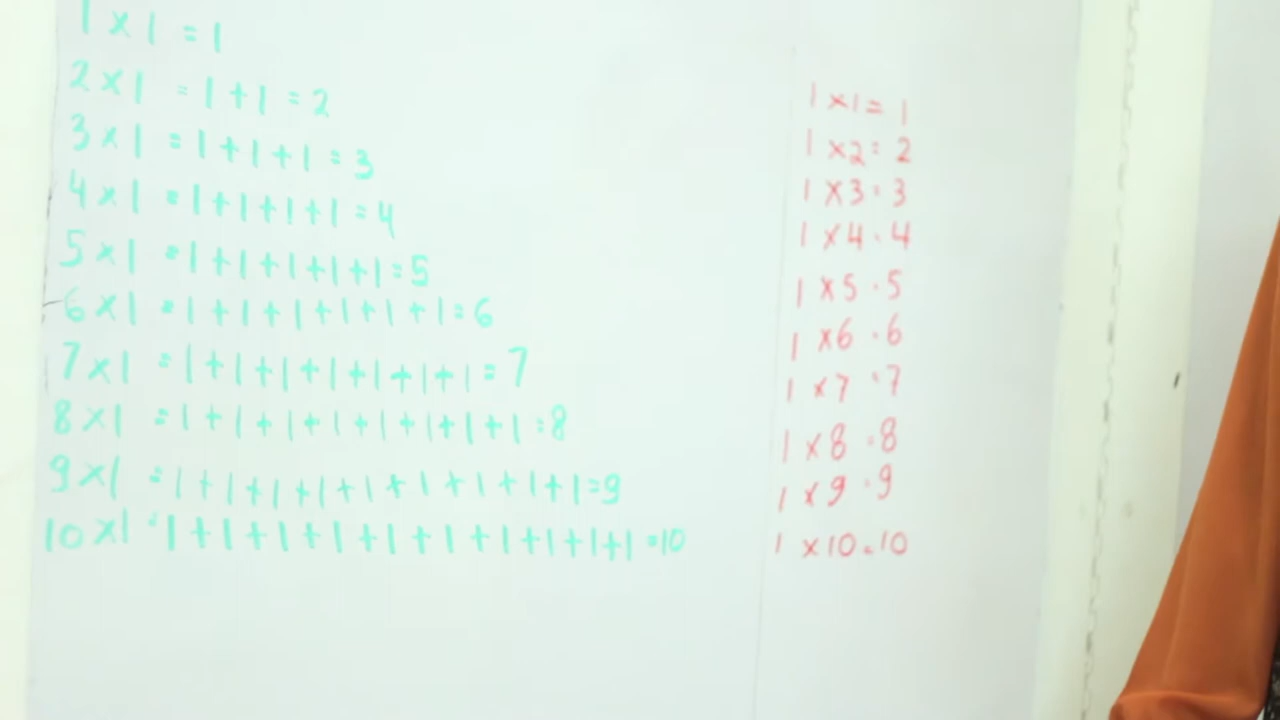 1 x 1 = 1
2 x 1 = 1 + 1 = 2
3 x 1 = 1 + 1 + 1 = 3
4 x 1 = 1 + 1 + 1 + 1 = 4
5 x 1 = 1 + 1 + 1 + 1 + 1 = 5
6 x 1 = 1 + 1 + 1 + 1 + 1 + 1 = 6
7 x 1 = 1 + 1 + 1 + 1 + 1 + 1 + 1 = 7
8 x 1 = 1 + 1 + 1 + 1 + 1 + 1 + 1 + 1 = 8
9 x 1 = 1 + 1 + 1 + 1 + 1 + 1 + 1 + 1 + 1 = 9
10 x 1 = 1 + 1 + 1 + 1 + 1 + 1 + 1 + 1 + 1 + 1 = 10
1 x 1 = 1
1 x 2 = 2
1 x 3 = 3
1 x 4 = 4
1 x 5 = 5
1 x 6 = 6
1 x 7 = 7
1 x 8 = 8
1 x 9 = 9
1 x 10 = 10